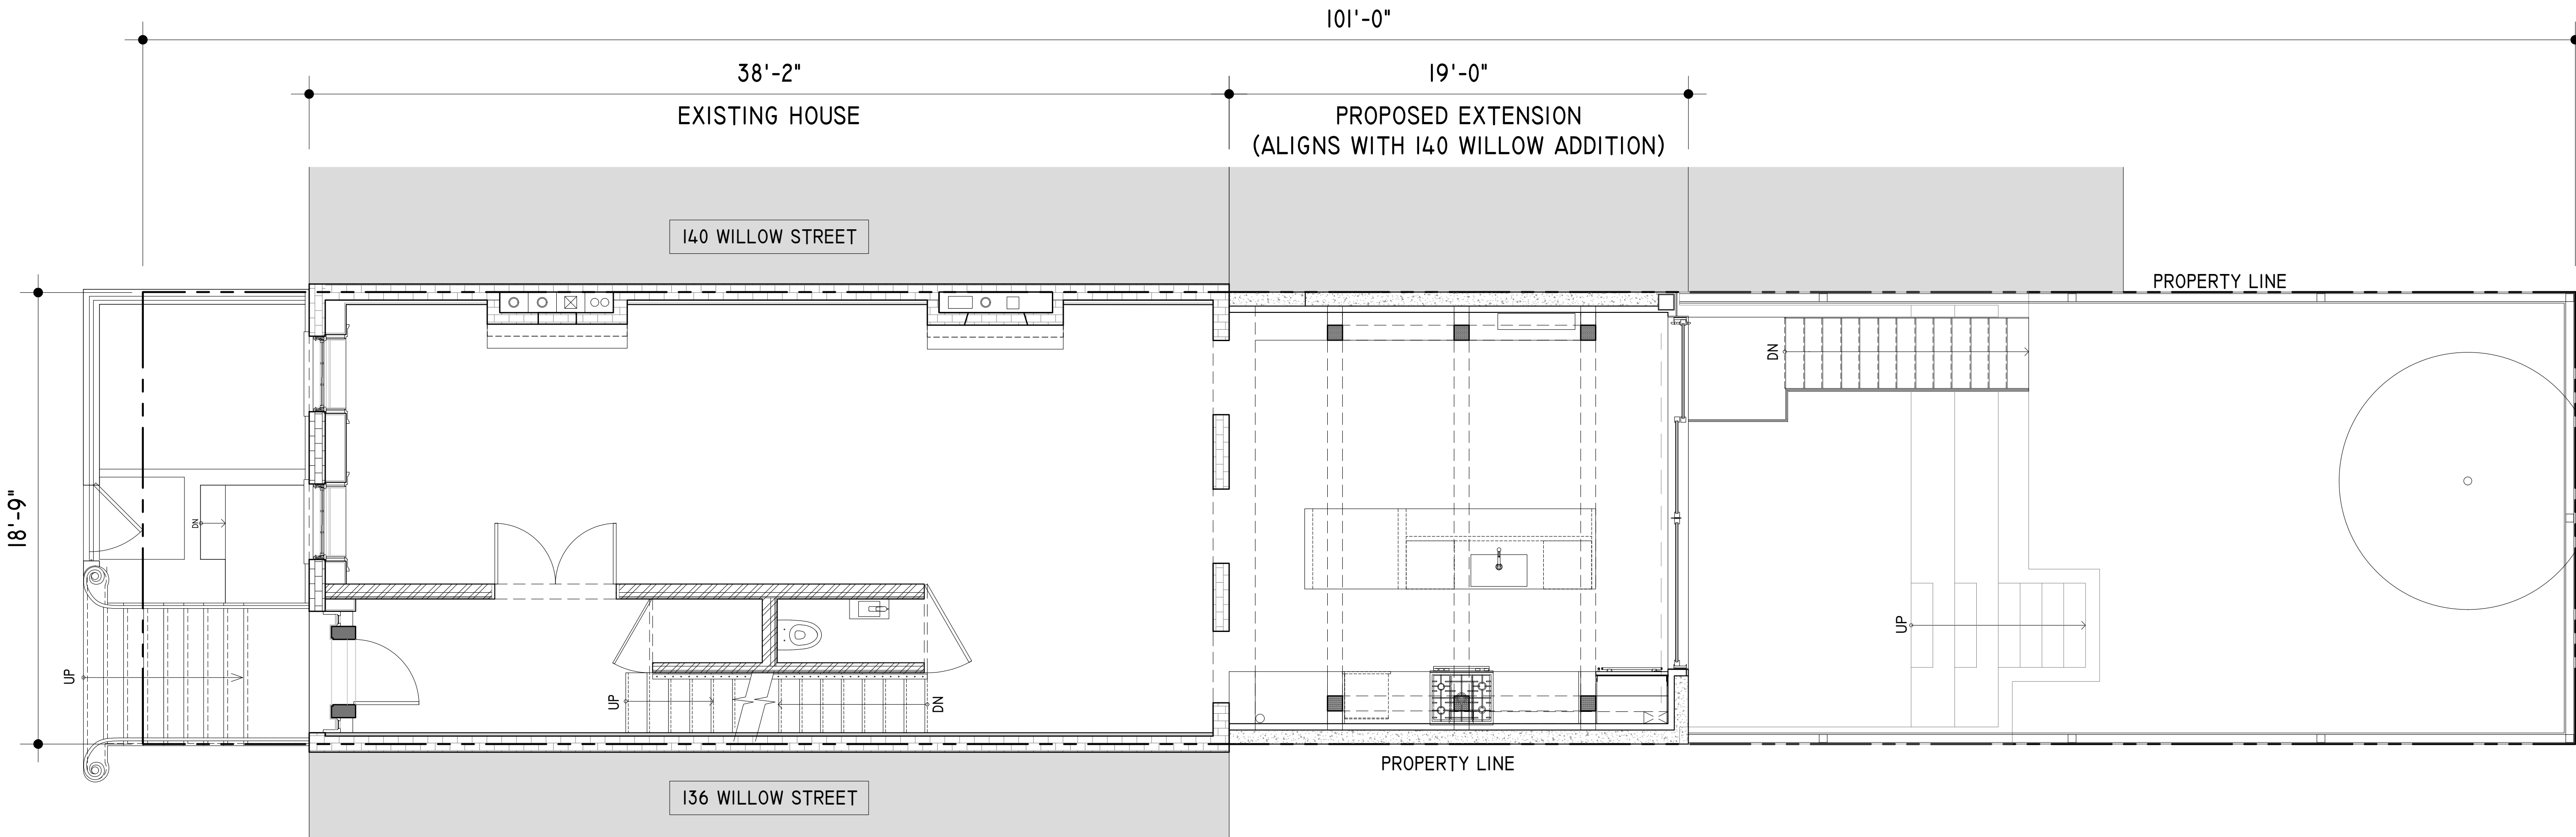 101'-0"
38'-2"
19'-0"
EXISTING HOUSE
PROPOSED EXTENSION
(ALIGNS WITH 140 WILLOW ADDITION)
140 WILLOW STREET
PROPERTY LINE
DN
18'-9"
DN
UP
UP
UP
DN
PROPERTY LINE
136 WILLOW STREET